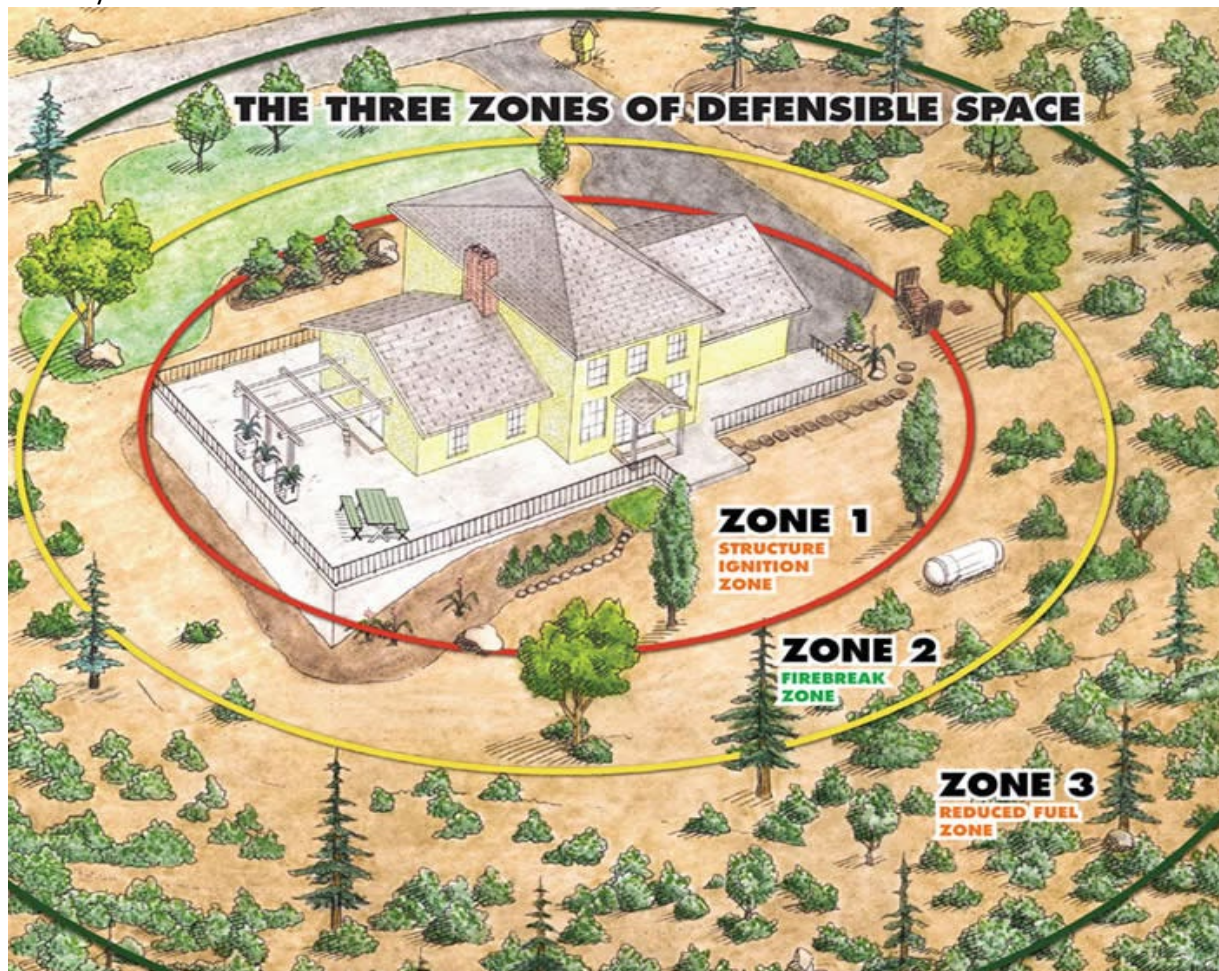 THE THREE ZONES OF DEFENSIBLE SPACE
ZONE 1
STRUCTURE
IGNITION
ZONE
ZONE 2
FIREBREAK
ZONE
ZONE 3
REDUCED FUEL
ZONE